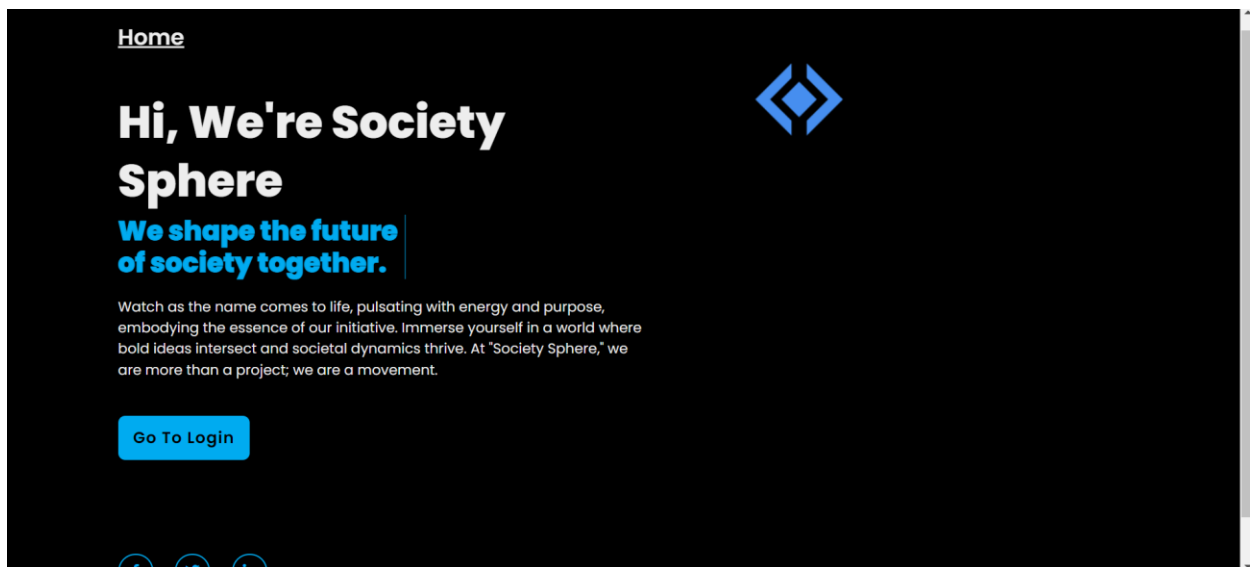 Home
Hi, We're Society
Sphere
We shape the future
of society together.
Watch as the name comes to life, pulsating with energy and purpose,
embodying the essence of our initiative. Immerse yourself in a world where
bold ideas intersect and societal dynamics thrive. At "Society Sphere," we
are more than a project; we are a movement.
Go To Login